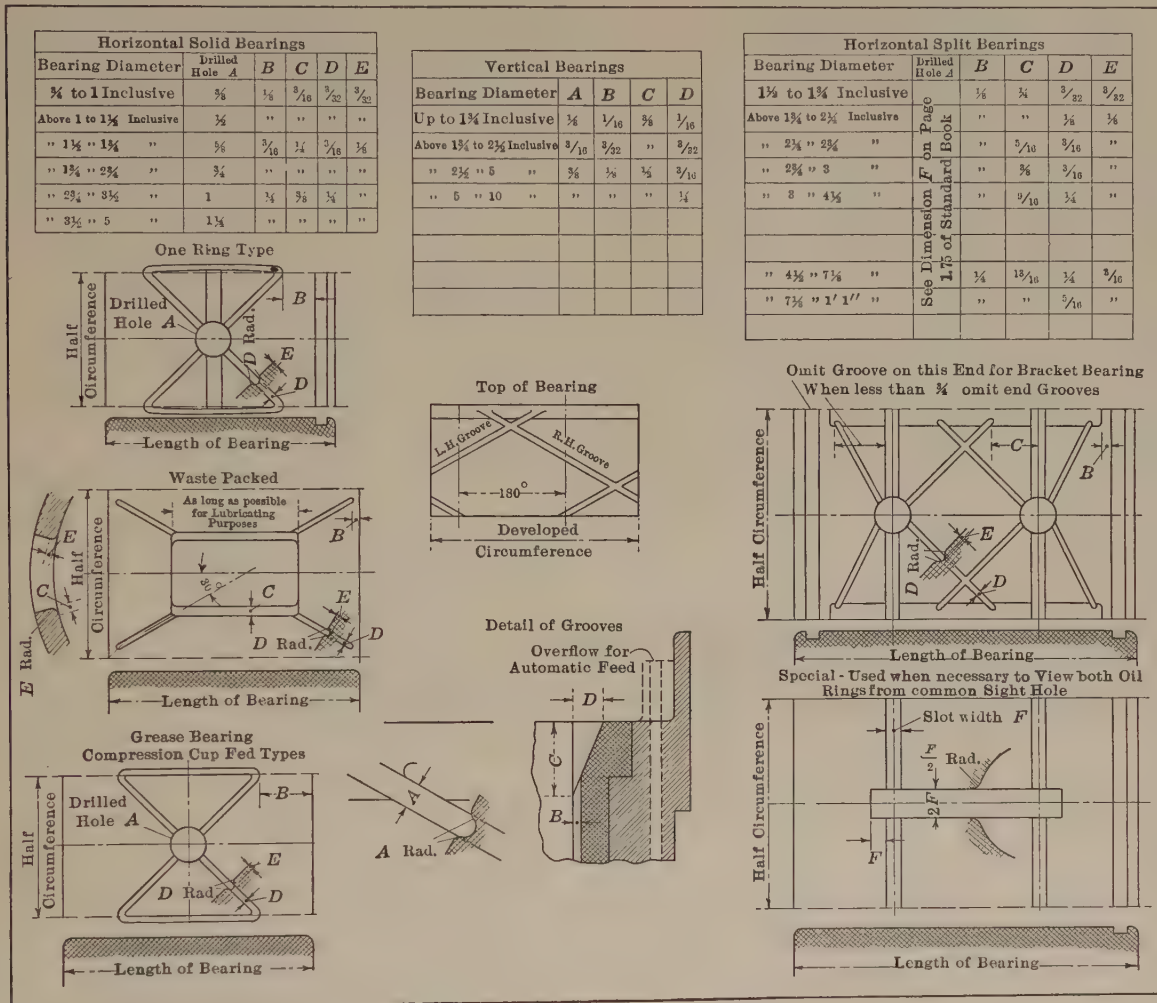 Horizontal Solid Bearings
Bearing Diameter Drilled Hole A B C D E
¾ to 1 Inclusive ⅜ ⅛ 3/16 3/32 3/32
Above 1 to 1½ Inclusive ½ " " " "
" 1½ " 1¾ " ⅝ 3/16 ¼ 3/16 ⅛
" 1¾ " 2¾ " ¾ " " " "
" 2¾ " 3½ " 1 ¼ ⅜ ¼ "
" 3½ " 5 " 1¼ " " " "
Vertical Bearings
Bearing Diameter A B C D
Up to 1¾ Inclusive ⅛ 1/16 ⅜ 1/16
Above 1¾ to 2½ Inclusive 3/16 3/32 " 3/32
" 2½ " 5 " ⅜ ⅛ ½ 3/16
" 5 " 10 " " " " ¼
Horizontal Split Bearings
Bearing Diameter Drilled Hole A B C D E
1½ to 1¾ Inclusive ⅛ ¼ 3/32 3/32
Above 1¾ to 2¼ Inclusive " " ⅛ ⅛
" 2¼ " 2¾ " " 5/16 3/16 "
" 2¾ " 3 " " ⅜ 3/16 "
" 3 " 4½ " " 9/16 ¼ "
" 4½ " 7½ " ¼ 13/16 ¼ 3/16
" 7½ " 1' 1" " " " 5/16 "
See Dimension F on Page
1.75 of Standard Book
One Ring Type
Drilled
Hole A
B
D Rad.
E
D
Half
Circumference
Length of Bearing
Waste Packed
As long as possible
for Lubricating
Purposes
B
E
C
E Rad.
Half
Circumference
30°
C
E
D Rad.
D
Length of Bearing
Grease Bearing
Compression Cup Fed Types
Drilled
Hole A
B
E
D Rad.
D
Half
Circumference
Length of Bearing
Top of Bearing
L.H. Groove
R.H. Groove
180°
Developed
Circumference
Detail of Grooves
Overflow for
Automatic Feed
D
C
B
A
A Rad.
Omit Groove on this End for Bracket Bearing
When less than ¾ omit end Grooves
C
B
E
D Rad.
D
Half Circumference
Length of Bearing
Special - Used when necessary to View both Oil
Rings from common Sight Hole
Slot width F
F/2
Rad.
2F
F
Half Circumference
Length of Bearing